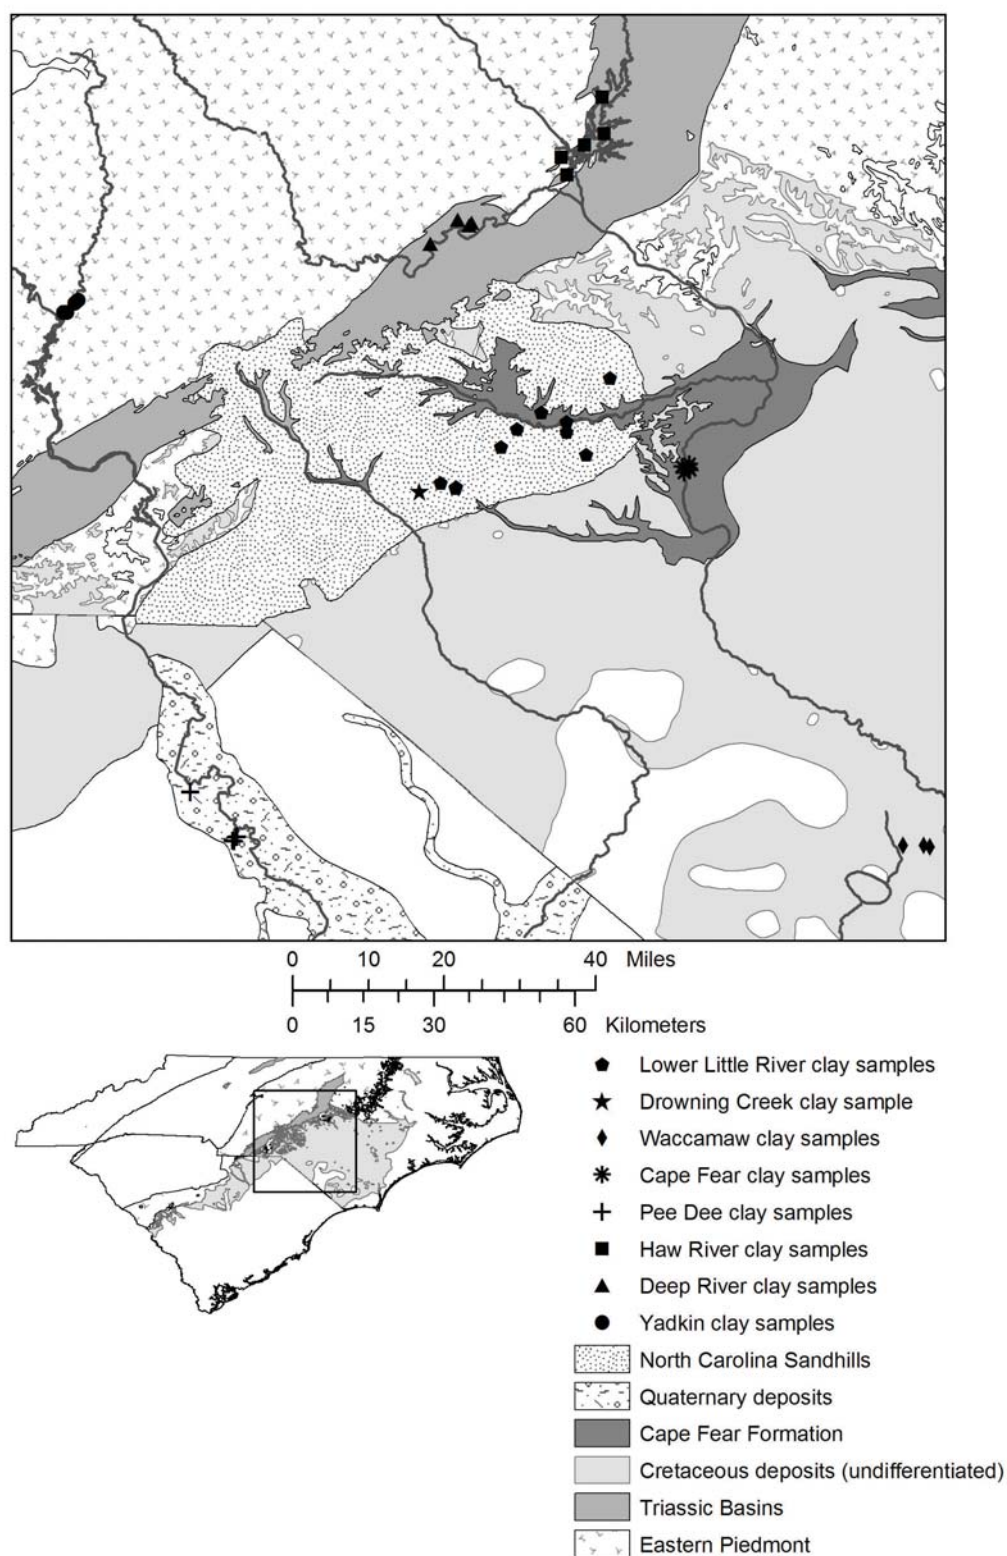 0 10 20 40 Miles
0 15 30 60 Kilometers
Lower Little River clay samples
Drowning Creek clay sample
Waccamaw clay samples
Cape Fear clay samples
Pee Dee clay samples
Haw River clay samples
Deep River clay samples
Yadkin clay samples
North Carolina Sandhills
Quaternary deposits
Cape Fear Formation
Cretaceous deposits (undifferentiated)
Triassic Basins
Eastern Piedmont